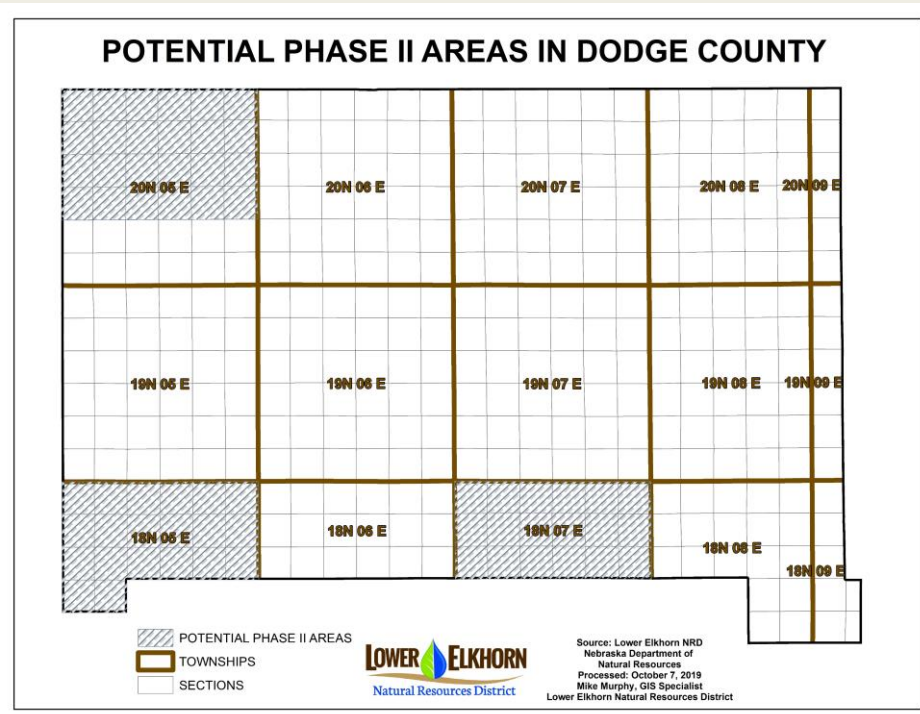 POTENTIAL PHASE II AREAS IN DODGE COUNTY
20N 05 E
20N 06 E
20N 07 E
20N 08 E
20N 09 E
19N 05 E
19N 06 E
19N 07 E
19N 08 E
19N 09 E
18N 05 E
18N 06 E
18N 07 E
18N 08 E
18N 09 E
POTENTIAL PHASE II AREAS
TOWNSHIPS
SECTIONS
LOWER ELKHORN
Natural Resources District
Source: Lower Elkhorn NRD
Nebraska Department of
Natural Resources
Processed: October 7, 2019
Mike Murphy, GIS Specialist
Lower Elkhorn Natural Resources District